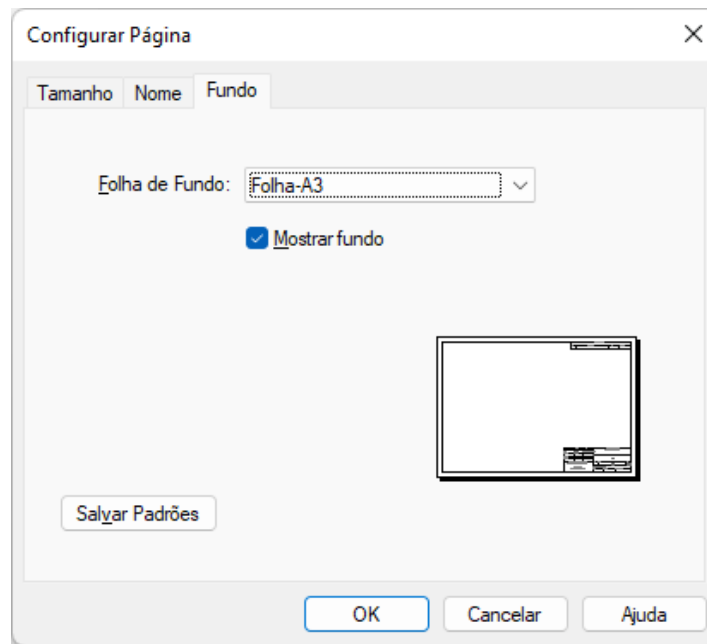 Configurar Página
Tamanho Nome Fundo
Folha de Fundo: Folha-A3
Mostrar fundo
Salvar Padrões
OK Cancelar Ajuda